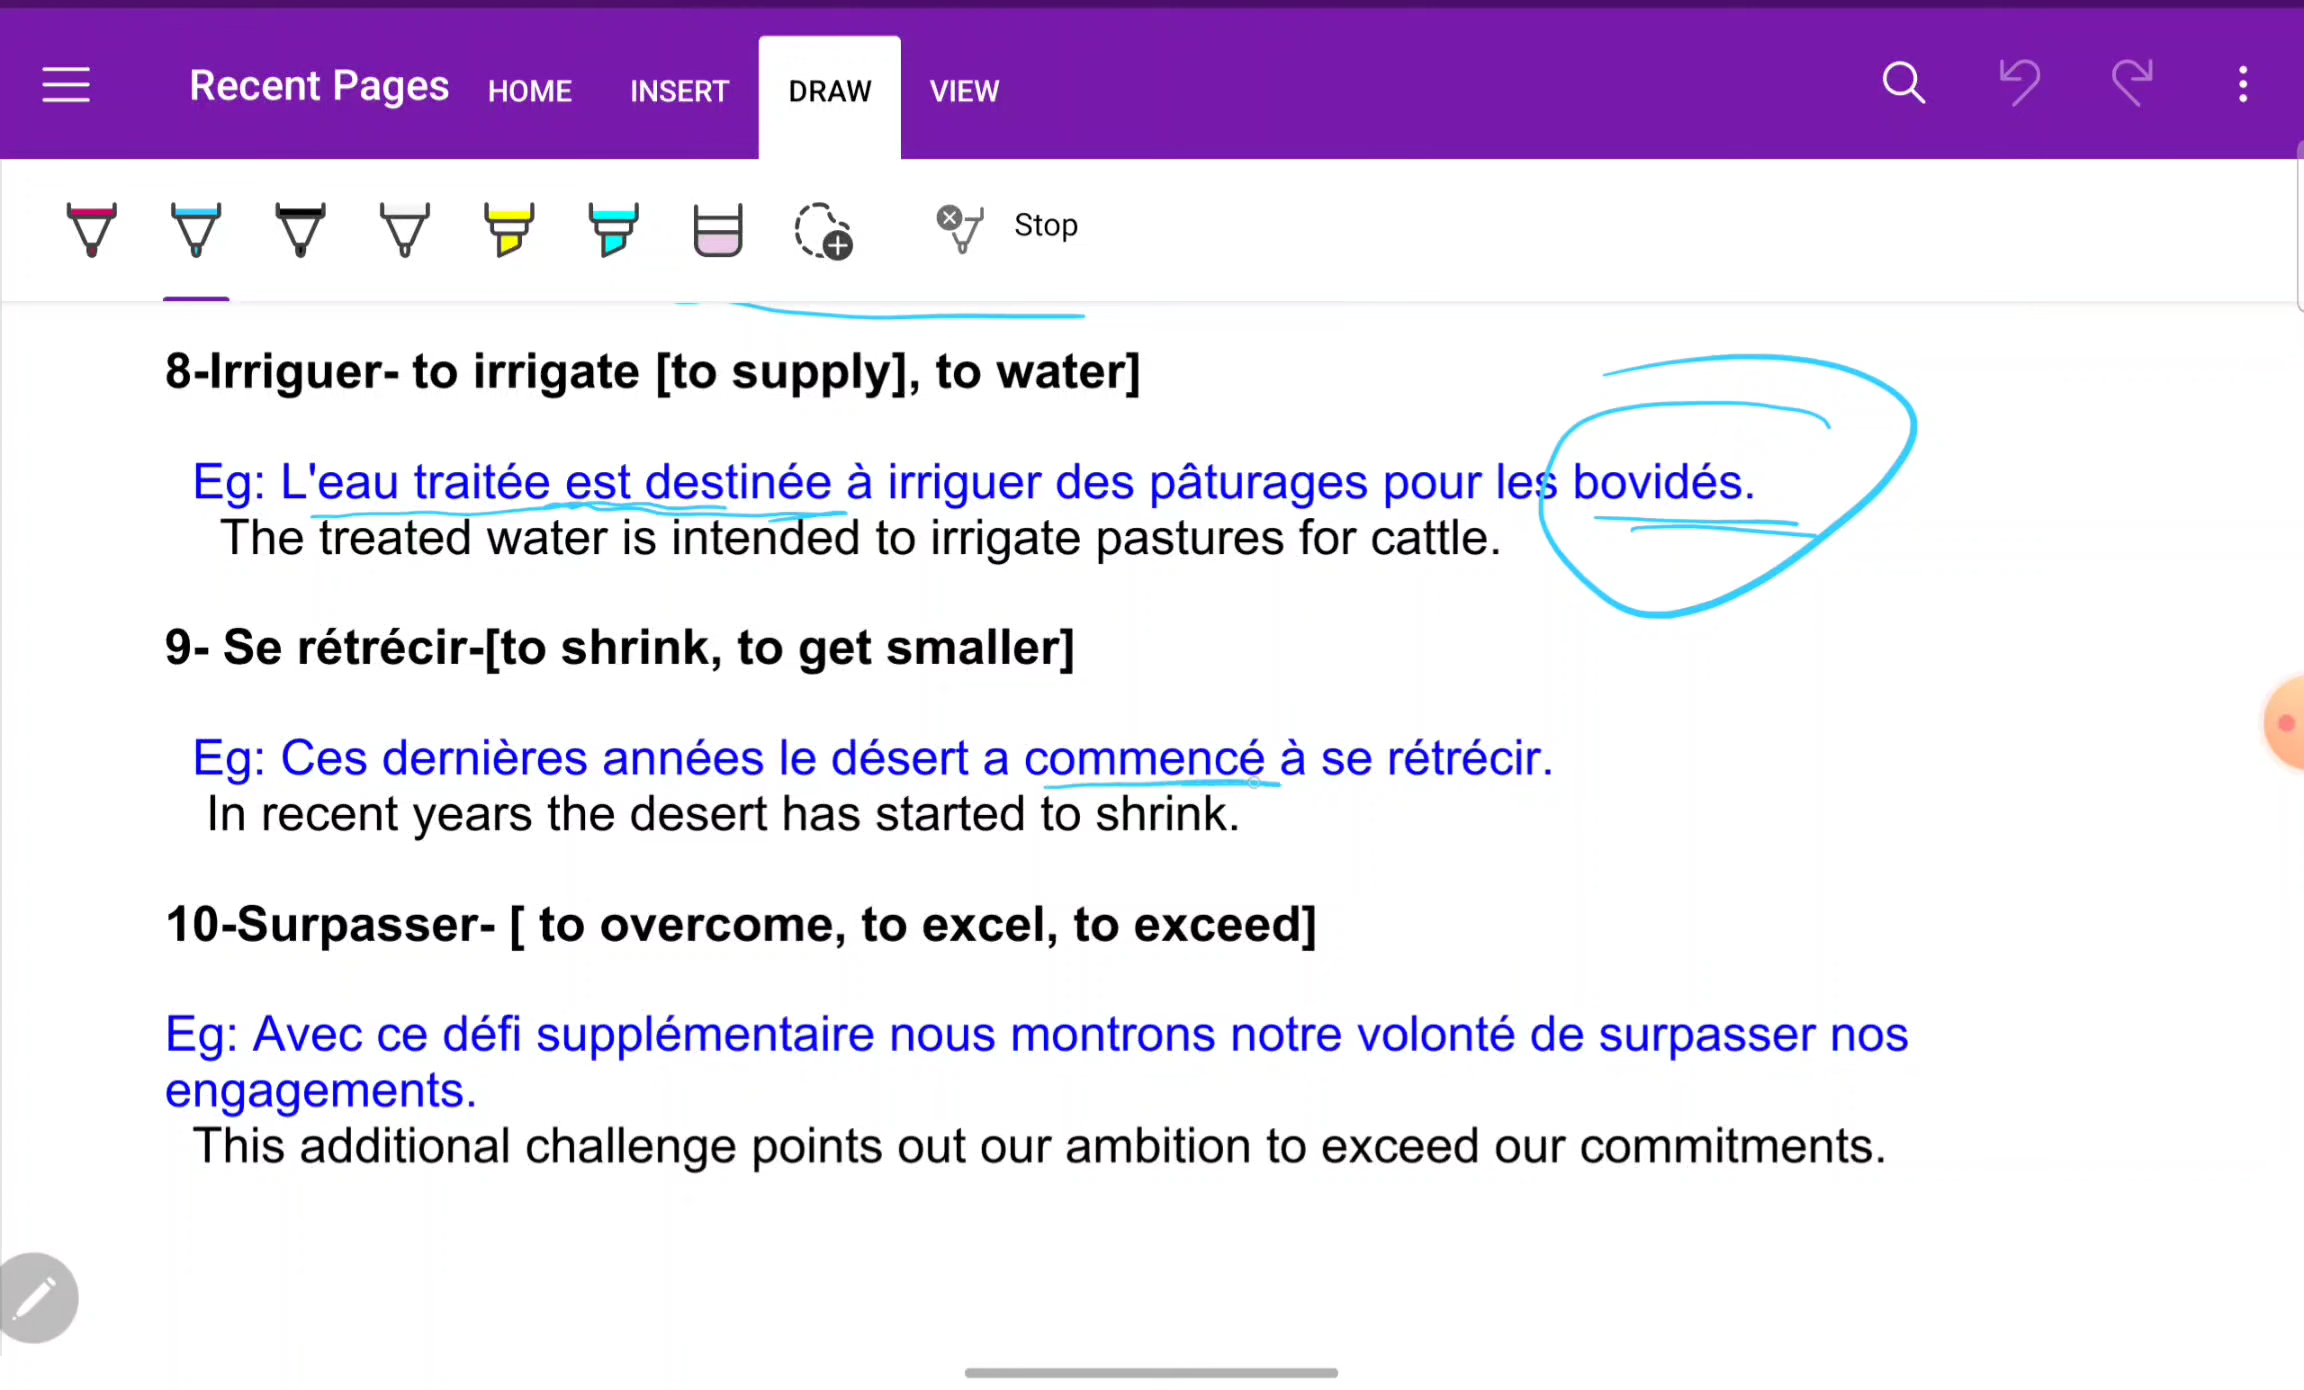 Recent Pages HOME INSERT DRAW VIEW
Stop
8-Irriguer- to irrigate [to supply], to water]
Eg: L'eau traitée est destinée à irriguer des pâturages pour les bovidés.
The treated water is intended to irrigate pastures for cattle.
9- Se rétrécir-[to shrink, to get smaller]
Eg: Ces dernières années le désert a commencé à se rétrécir.
In recent years the desert has started to shrink.
10-Surpasser- [ to overcome, to excel, to exceed]
Eg: Avec ce défi supplémentaire nous montrons notre volonté de surpasser nos
engagements.
This additional challenge points out our ambition to exceed our commitments.